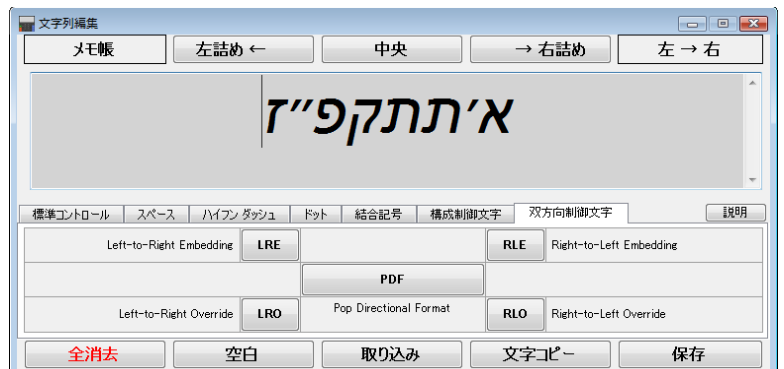 文字列編集
メモ帳 左詰め ← 中央 → 右詰め 左 → 右
א׳תתקפ״ז
標準コントロール スペース ハイフン ダッシュ ドット 結合記号 構成制御文字 双方向制御文字 説明
Left-to-Right Embedding LRE RLE Right-to-Left Embedding
PDF
Left-to-Right Override LRO Pop Directional Format RLO Right-to-Left Override
全消去 空白 取り込み 文字コピー 保存